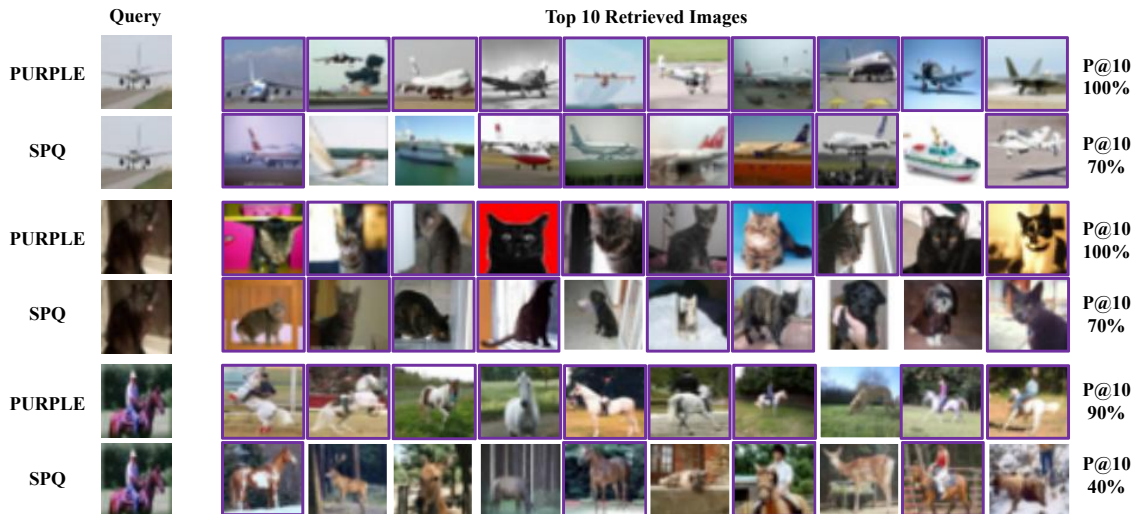 Query Top 10 Retrieved Images
PURPLE P@10
100%
SPQ P@10
70%
PURPLE P@10
100%
SPQ P@10
70%
PURPLE P@10
90%
SPQ P@10
40%